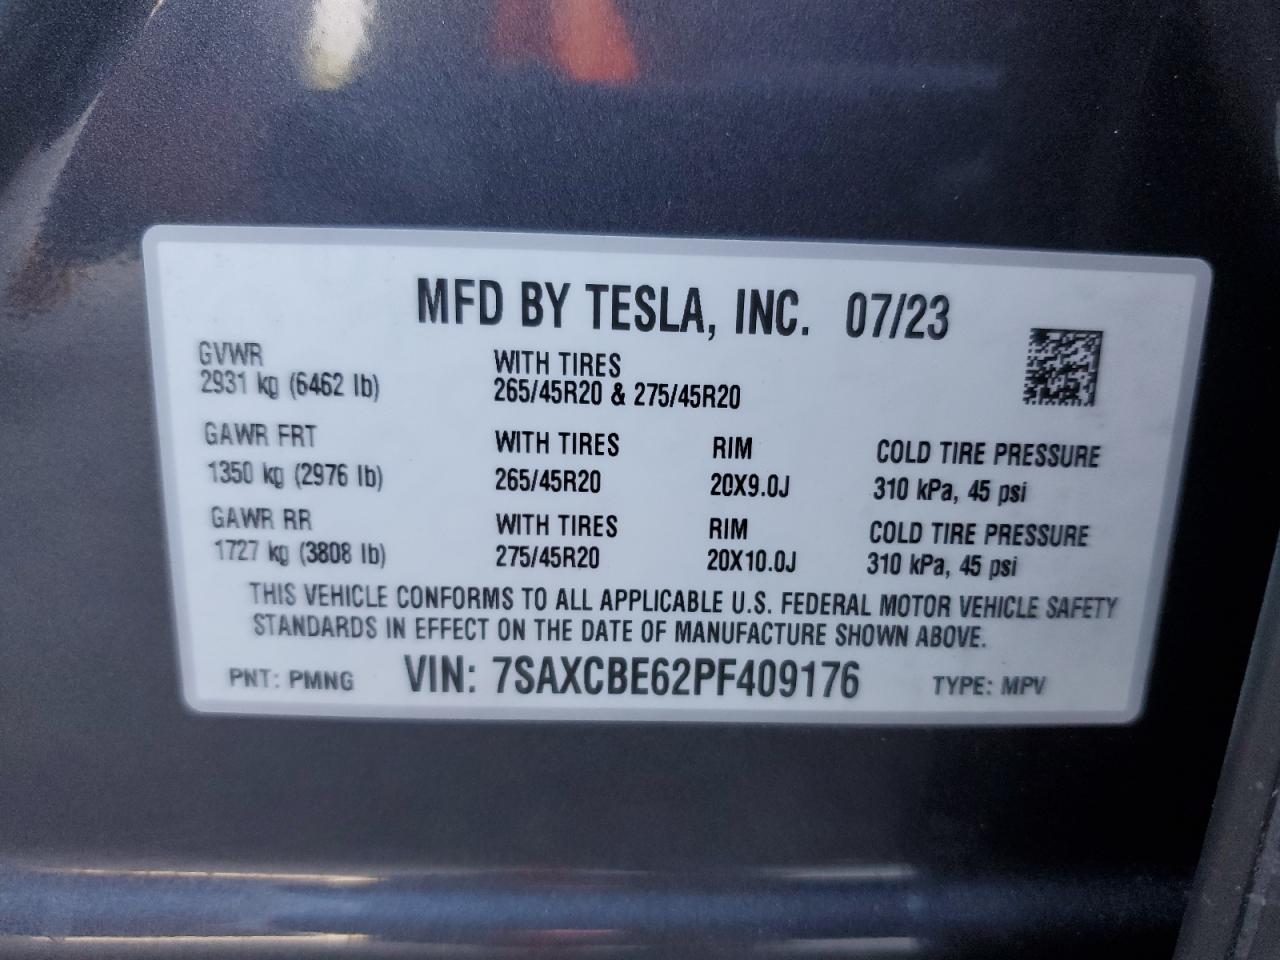 MFD BY TESLA, INC. 07/23
GVWR WITH TIRES
2931 kg (6462 lb) 265/45R20 & 275/45R20
GAWR FRT WITH TIRES RIM COLD TIRE PRESSURE
1350 kg (2976 lb) 265/45R20 20X9.0J 310 kPa, 45 psi
GAWR RR WITH TIRES RIM COLD TIRE PRESSURE
1727 kg (3808 lb) 275/45R20 20X10.0J 310 kPa, 45 psi
THIS VEHICLE CONFORMS TO ALL APPLICABLE U.S. FEDERAL MOTOR VEHICLE SAFETY
STANDARDS IN EFFECT ON THE DATE OF MANUFACTURE SHOWN ABOVE.
PNT: PMNG VIN: 7SAXCBE62PF409176 TYPE: MPV